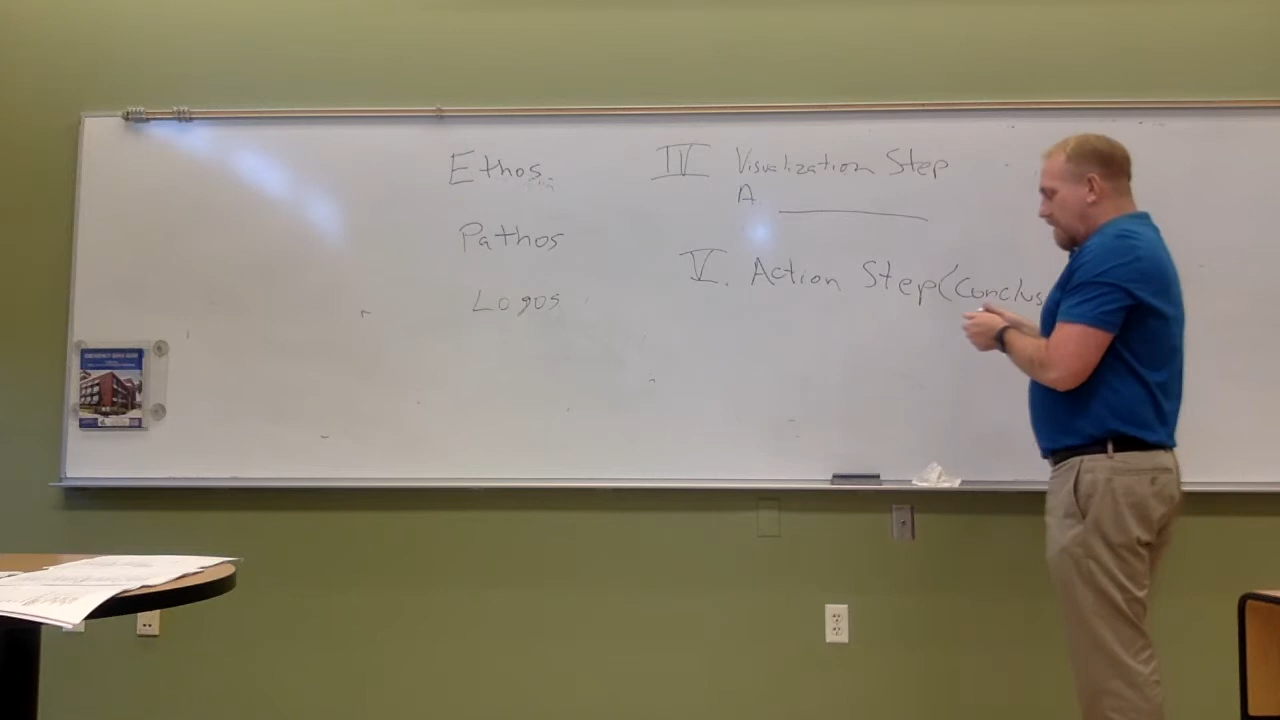 Ethos
Pathos
Logos
IV Visualization Step
A.
V. Action Step (Conclus